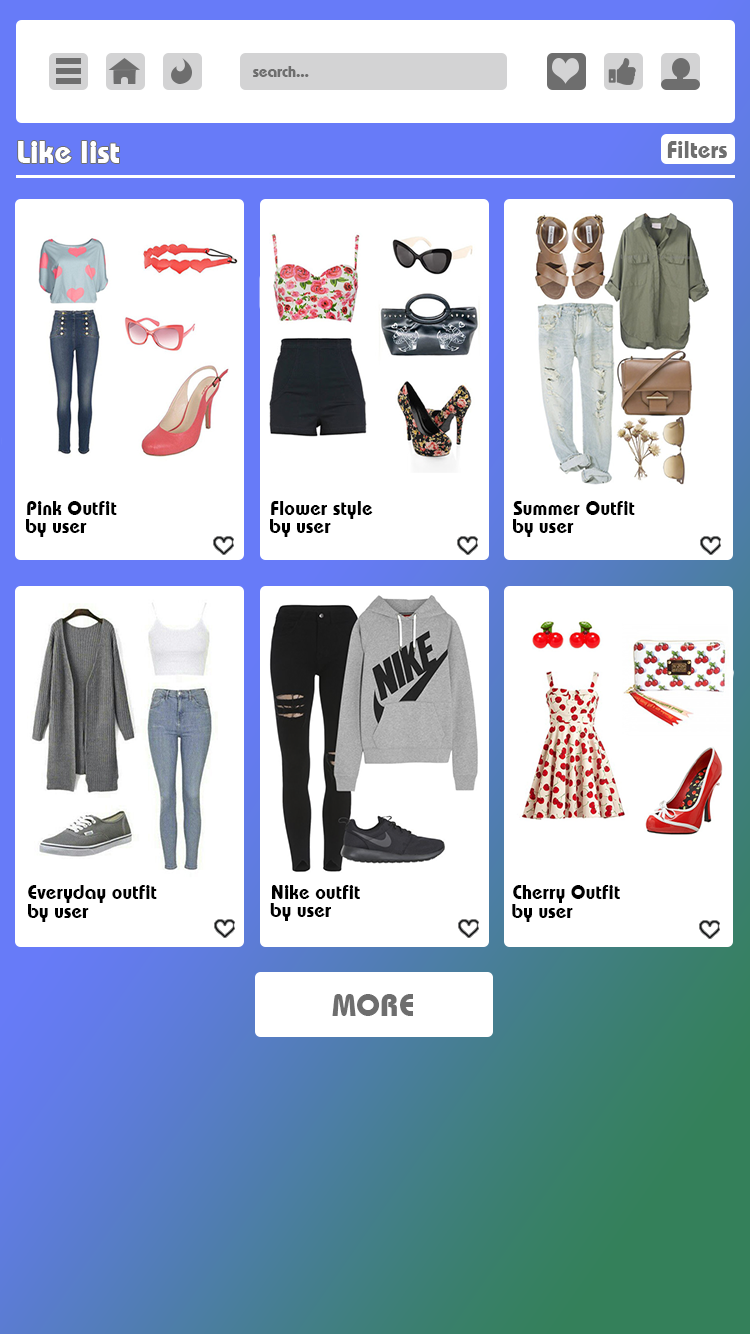 search...
Like list
Filters
Pink Outfit
by user
Flower style
by user
Summer Outfit
by user
NIKE
Everyday outfit
by user
Nike outfit
by user
Cherry Outfit
by user
MORE